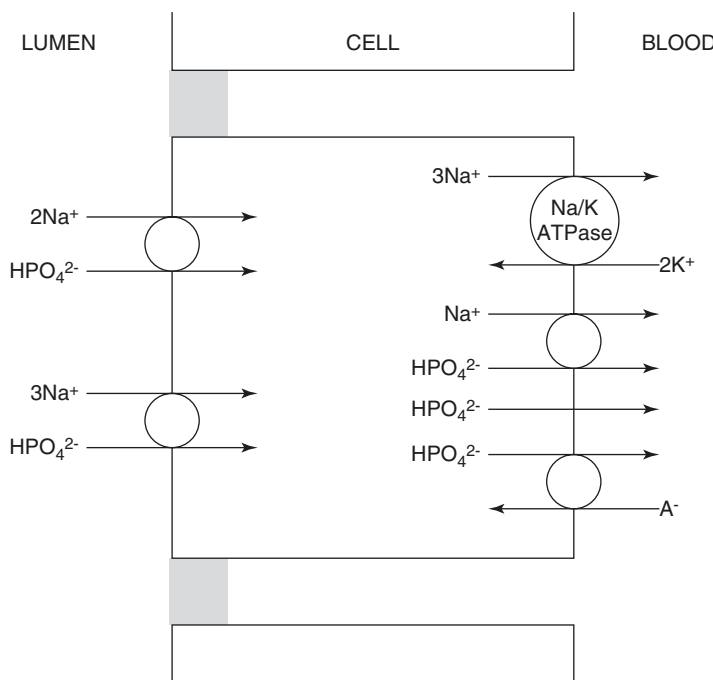 LUMEN CELL BLOOD
3Na⁺
2Na⁺
Na/K
ATPase
HPO₄²⁻
2K⁺
Na⁺
HPO₄²⁻
3Na⁺
HPO₄²⁻
HPO₄²⁻
HPO₄²⁻
A⁻